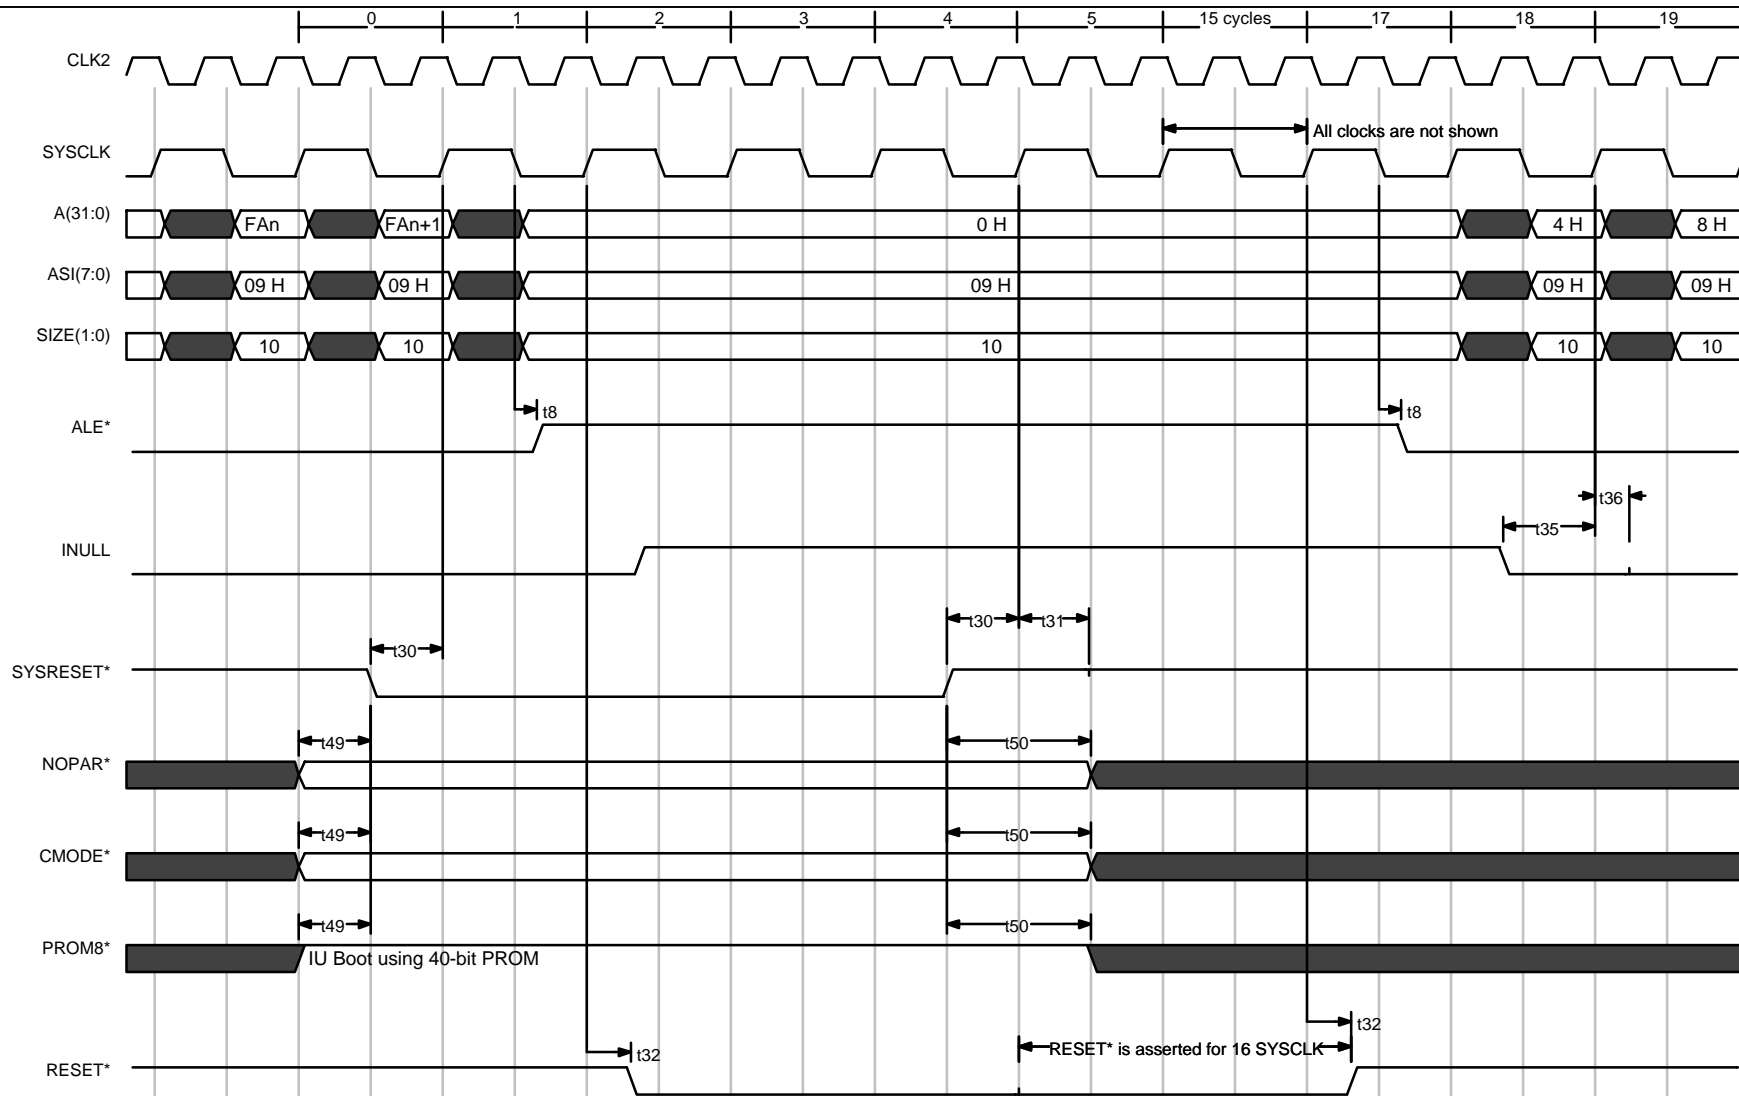 0 1 2 3 4 5 15 cycles 17 18 19
CLK2
All clocks are not shown
SYSCLK
A(31:0) FAn FAn+1 0 H 4 H 8 H
ASI(7:0) 09 H 09 H 09 H 09 H 09 H
SIZE(1:0) 10 10 10 10 10
t8 t8
ALE*
t36
t35
INULL
t30 t31
t30
SYSRESET*
t49 t50
NOPAR*
t49 t50
CMODE*
t49 t50
PROM8* IU Boot using 40-bit PROM
t32
t32 RESET* is asserted for 16 SYSCLK
RESET*